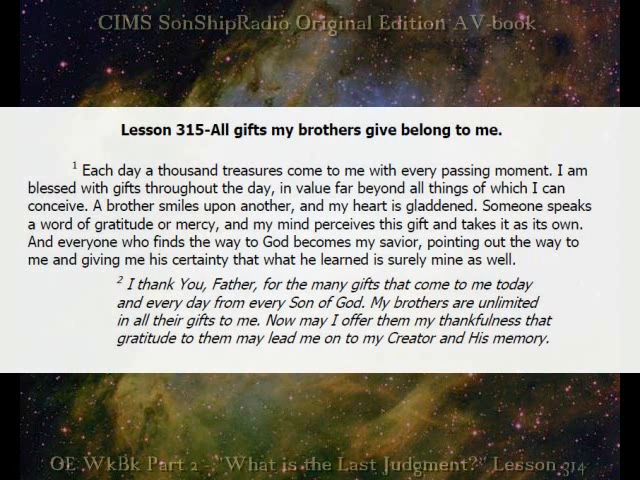 CIMS SonShipRadio Original Edition AV-book
Lesson 315-All gifts my brothers give belong to me.
1 Each day a thousand treasures come to me with every passing moment. I am
blessed with gifts throughout the day, in value far beyond all things of which I can
conceive. A brother smiles upon another, and my heart is gladdened. Someone speaks
a word of gratitude or mercy, and my mind perceives this gift and takes it as its own.
And everyone who finds the way to God becomes my savior, pointing out the way to
me and giving me his certainty that what he learned is surely mine as well.
2 I thank You, Father, for the many gifts that come to me today
and every day from every Son of God. My brothers are unlimited
in all their gifts to me. Now may I offer them my thankfulness that
gratitude to them may lead me on to my Creator and His memory.
OE WkBk Part 2 - "What is the Last Judgment?" Lesson 314